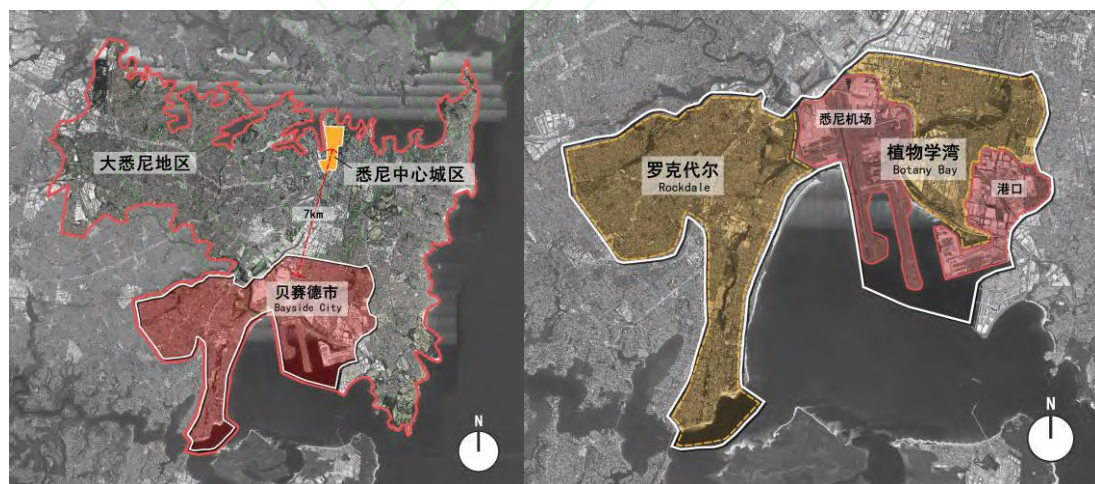 大悉尼地区
悉尼中心城区
7km
贝赛德市
Bayside City
N
悉尼机场
罗克代尔
Rockdale
植物学湾
Botany Bay
港口
N